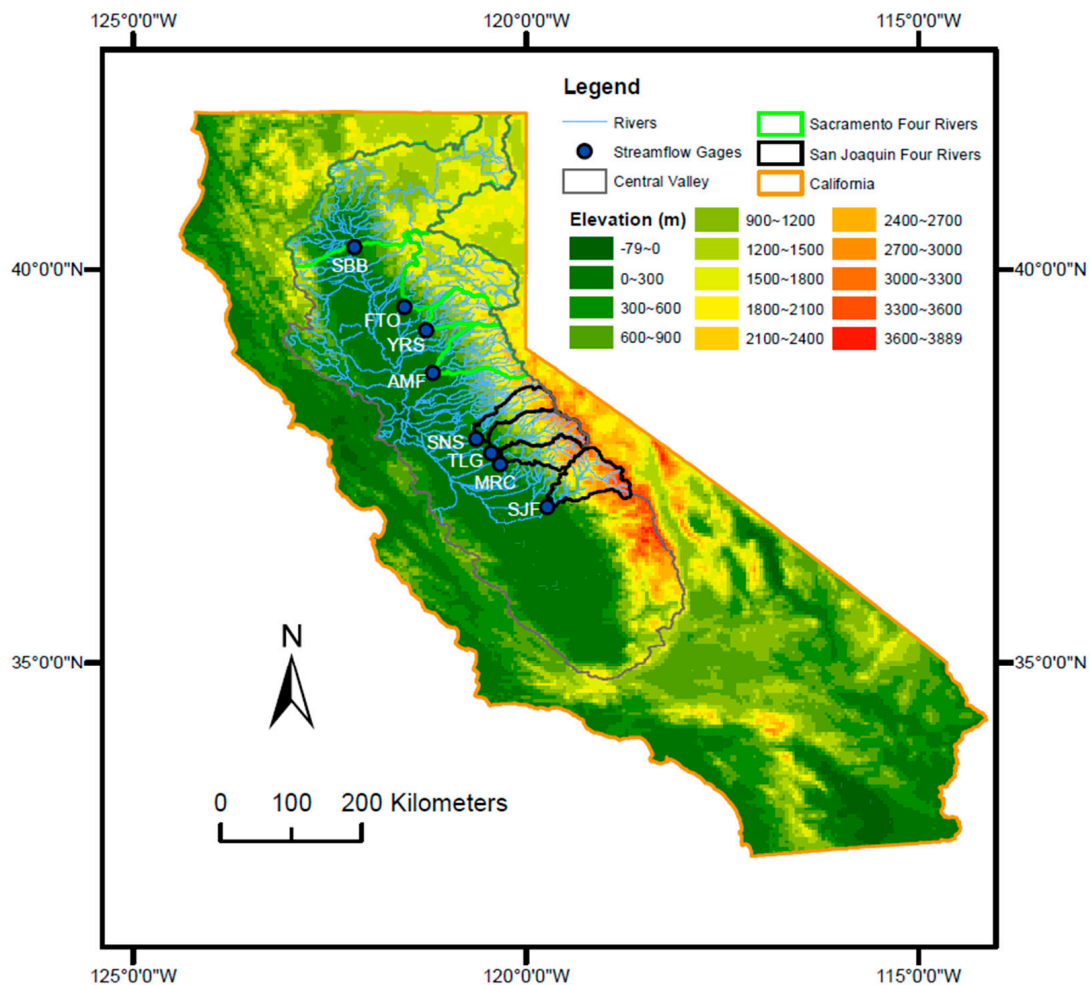 125°0'0"W 120°0'0"W 115°0'0"W
Legend
Rivers
Streamflow Gages
Central Valley
Sacramento Four Rivers
San Joaquin Four Rivers
California
Elevation (m)
-79~0
0~300
300~600
600~900
900~1200
1200~1500
1500~1800
1800~2100
2100~2400
2400~2700
2700~3000
3000~3300
3300~3600
3600~3889
40°0'0"N 40°0'0"N
SBB
FTO
YRS
AMF
SNS
TLG
MRC
SJF
N
35°0'0"N 35°0'0"N
0 100 200 Kilometers
125°0'0"W 120°0'0"W 115°0'0"W